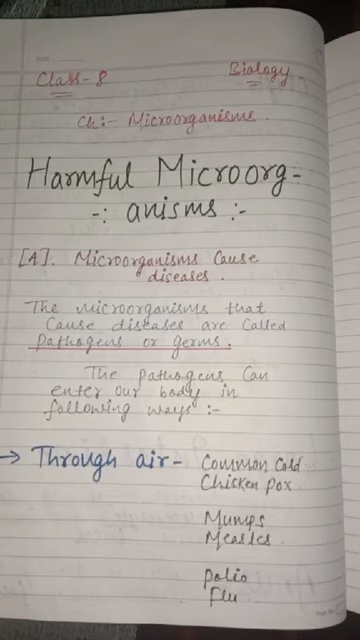 Class-8
Biology
Ch:- Microorganisms.
Harmful Microorg-
-: anisms :-
[A]. Microorganisms Cause
diseases.
The microorganisms that
Cause diseases are Called
pathogens or germs.
The pathogens Can
enter our body in
following ways :-
→ Through air - Common Cold
Chicken pox
Mumps
Measles
polio
Flu